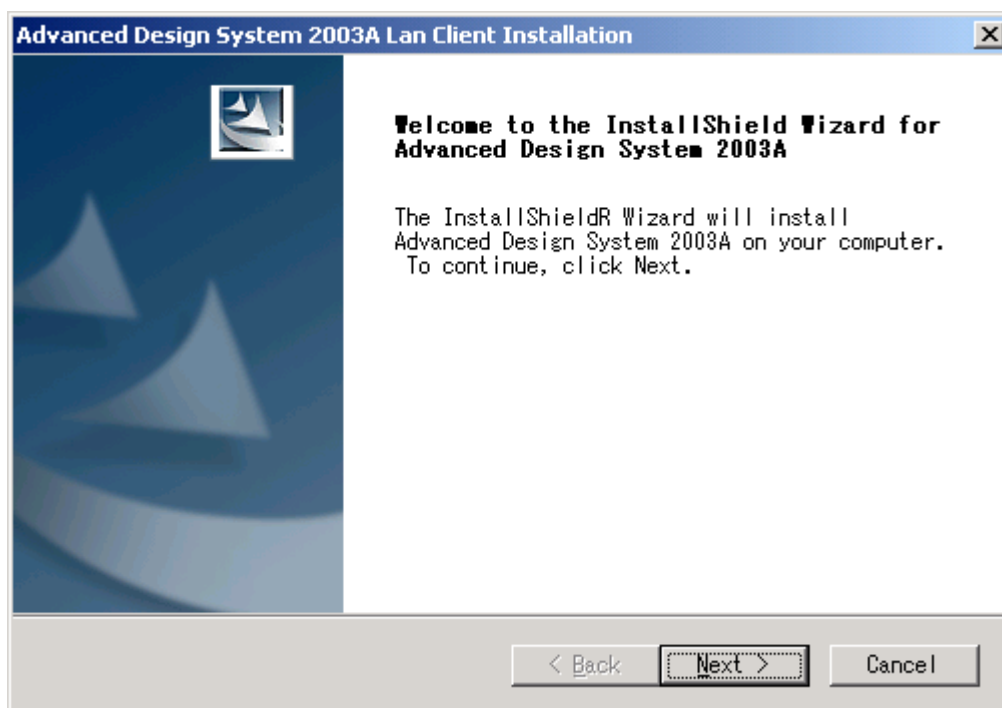 Advanced Design System 2003A Lan Client Installation
Welcome to the InstallShield Wizard for
Advanced Design System 2003A
The InstallShieldR Wizard will install
Advanced Design System 2003A on your computer.
To continue, click Next.
< Back
Next >
Cancel